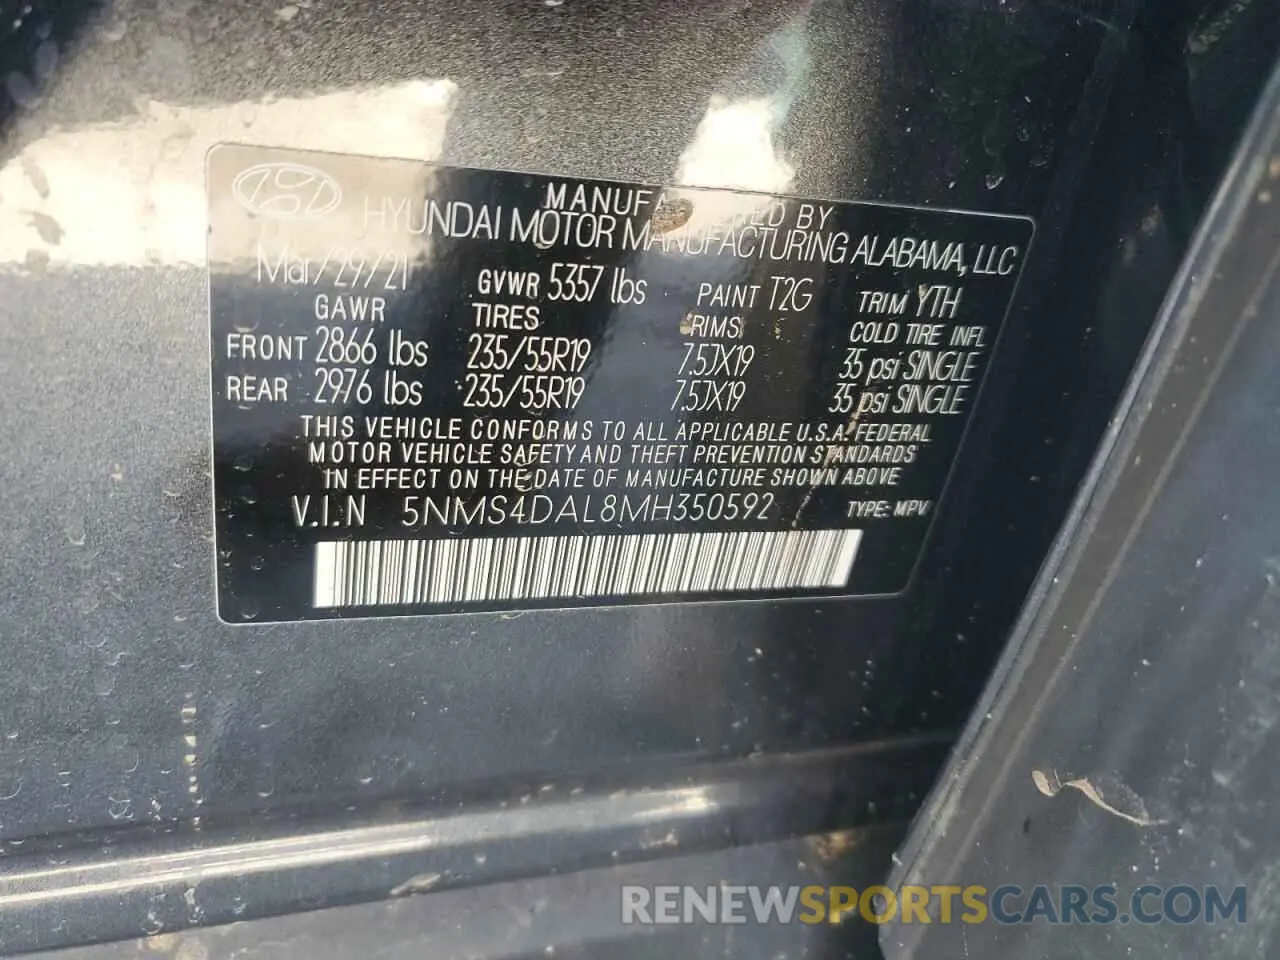 MANUFACTURED BY
HYUNDAI MOTOR MANUFACTURING ALABAMA, LLC
Mar/29/21 GVWR 5357 lbs PAINT T2G TRIM YTH
GAWR TIRES RIMS COLD TIRE INFL
FRONT 2866 lbs 235/55R19 7.5JX19 35 psi SINGLE
REAR 2976 lbs 235/55R19 7.5JX19 35 psi SINGLE
THIS VEHICLE CONFORMS TO ALL APPLICABLE U.S.A. FEDERAL
MOTOR VEHICLE SAFETY AND THEFT PREVENTION STANDARDS
IN EFFECT ON THE DATE OF MANUFACTURE SHOWN ABOVE
V.I.N 5NMS4DAL8MH350592 TYPE: MPV
RENEWSPORTSCARS.COM